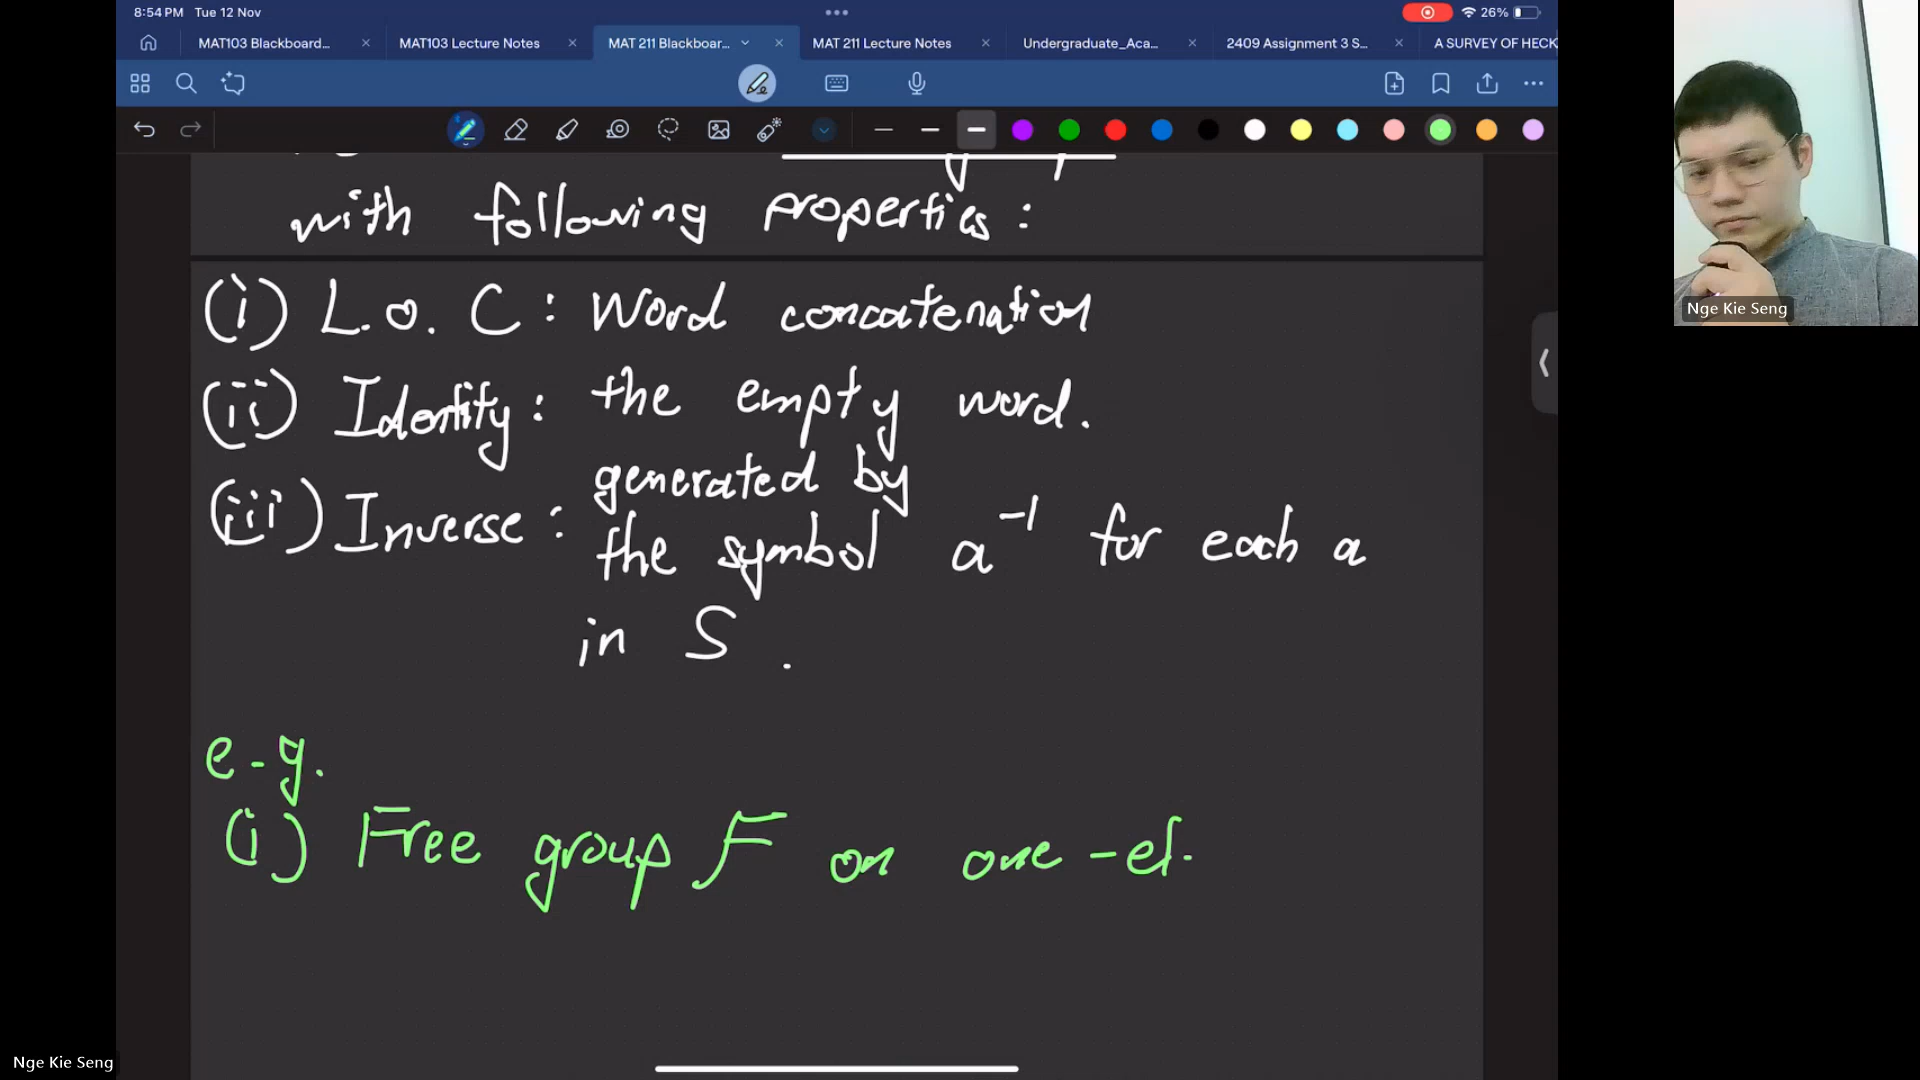 8:54 PM Tue 12 Nov
26%
MAT103 Blackboard...
MAT103 Lecture Notes
MAT 211 Blackboar...
MAT 211 Lecture Notes
Undergraduate_Aca...
2409 Assignment 3 S...
A SURVEY OF HECK
with following properties:
(i) L.o.C: Word concatenation
(ii) Identity: the empty word.
(iii) Inverse: generated by
the symbol a⁻¹ for each a
in S.
e.g.
(i) Free group F on one-el.
Nge Kie Seng
Nge Kie Seng